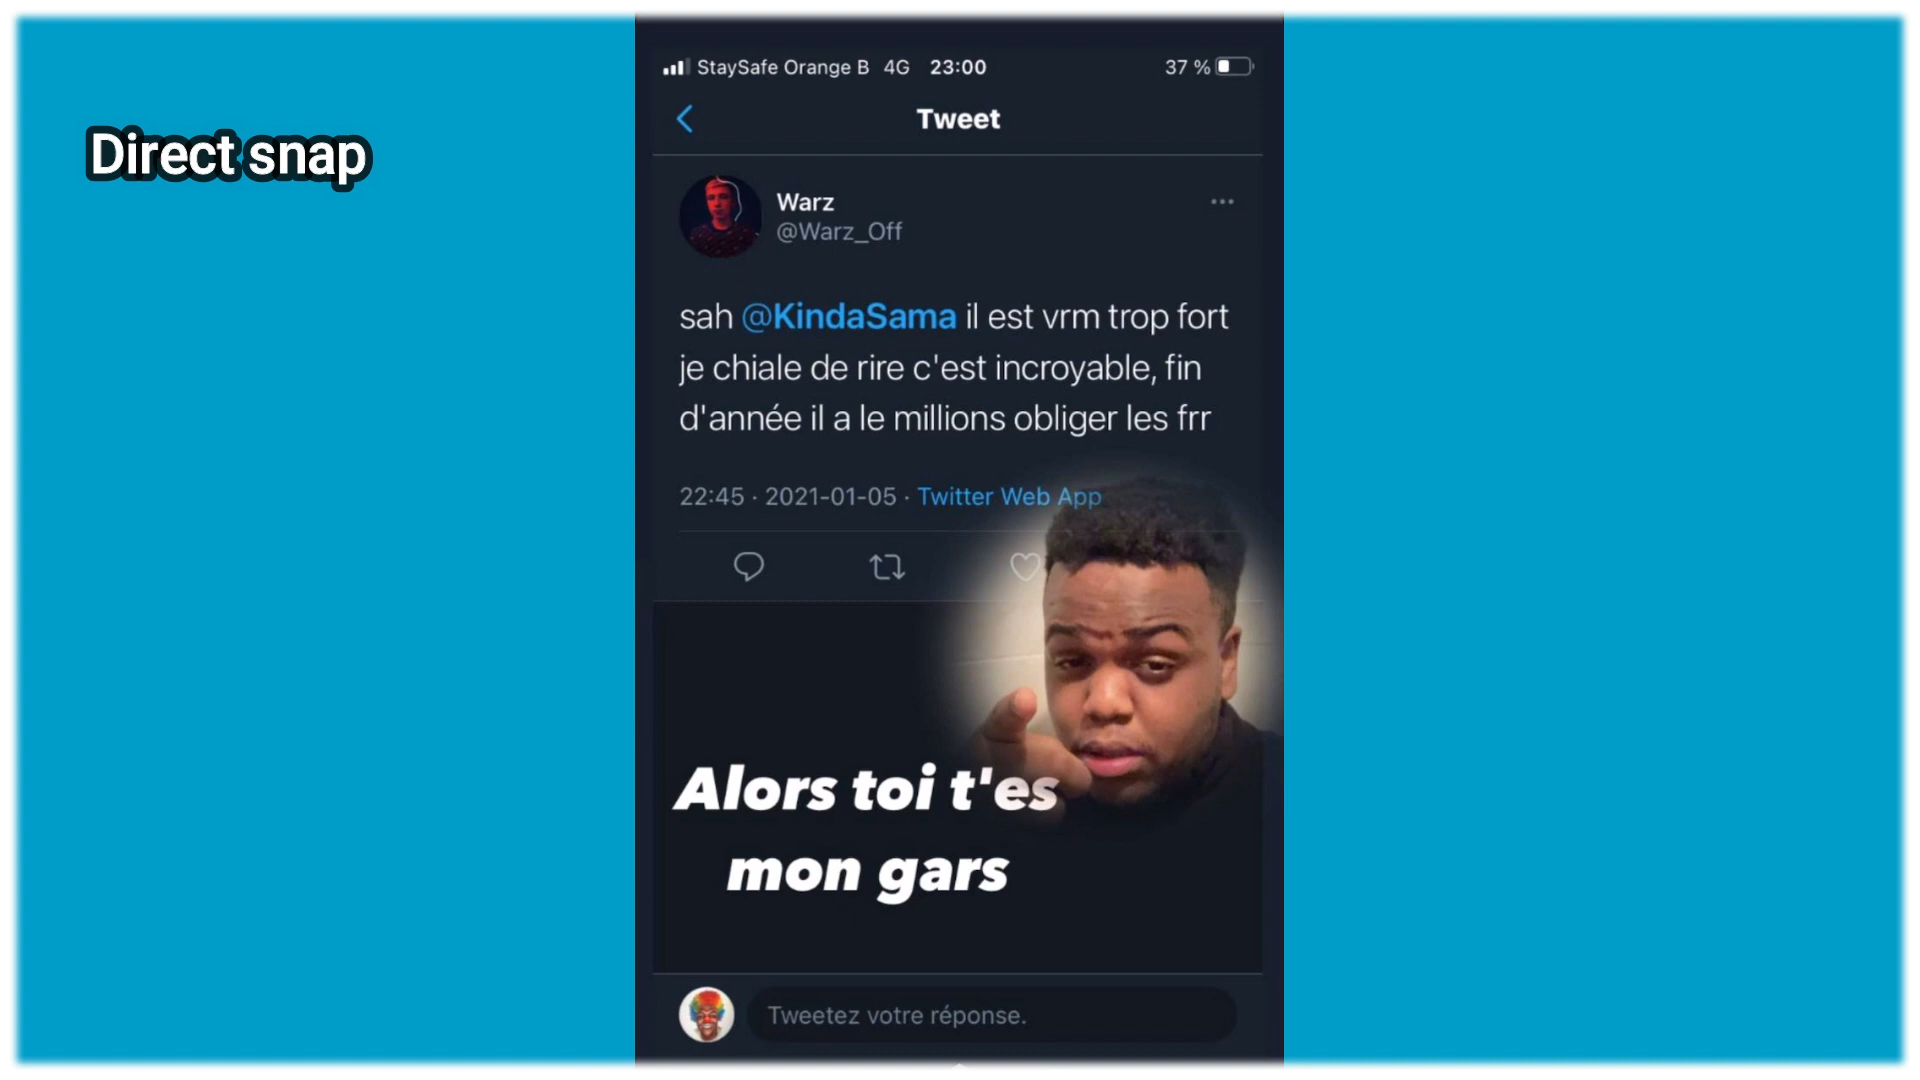 StaySafe Orange B 4G 23:00 37 %
Tweet
Direct snap
Warz
@Warz_Off
sah @KindaSama il est vrm trop fort
je chiale de rire c'est incroyable, fin
d'année il a le millions obliger les frr
22:45 · 2021-01-05 · Twitter Web App
Alors toi t'es
mon gars
Tweetez votre réponse.